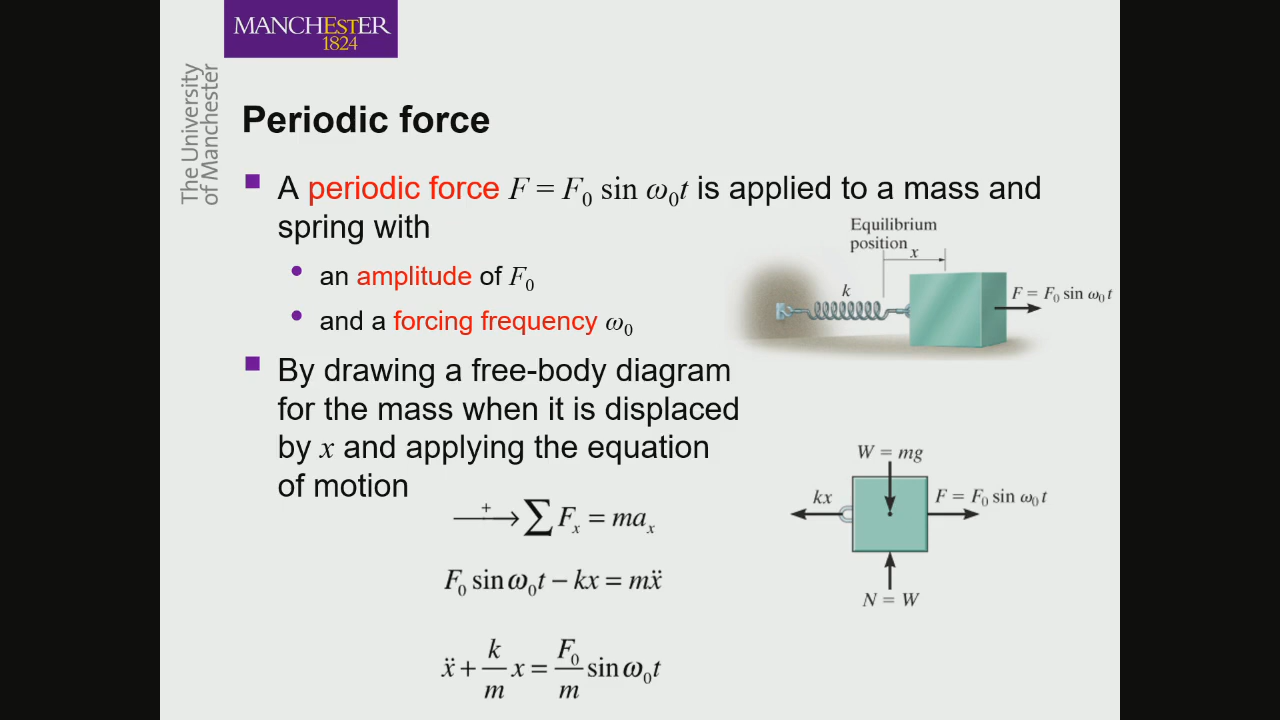 MANCHESTER
1824
The University
of Manchester
Periodic force
A periodic force F = F₀ sin ω₀t is applied to a mass and
spring with
an amplitude of F₀
and a forcing frequency ω₀
Equilibrium
position
x
k
F = F₀ sin ω₀t
By drawing a free-body diagram
for the mass when it is displaced
by x and applying the equation
of motion
W = mg
kx
F = F₀ sin ω₀t
N = W
⟶⁺ ∑ Fₓ = maₓ
F₀ sin ω₀t − kx = mẍ
ẍ + k/m x = F₀/m sin ω₀t